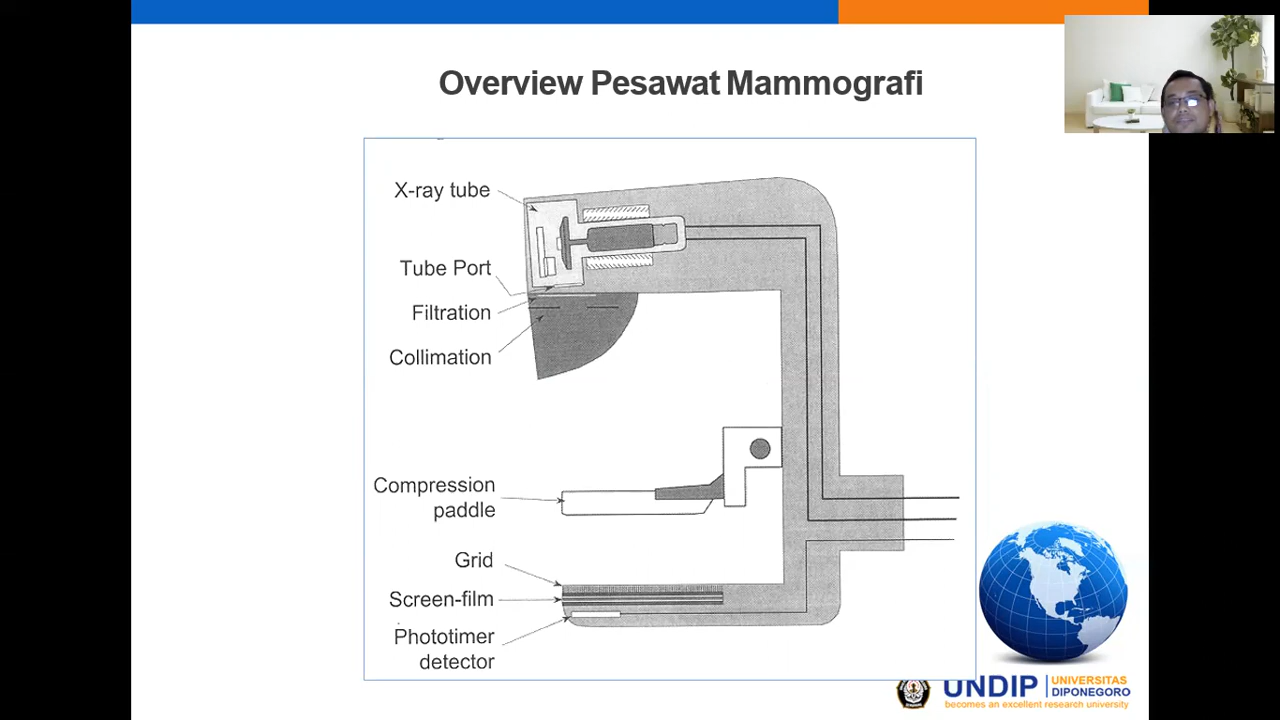 Overview Pesawat Mammografi
X-ray tube
Tube Port
Filtration
Collimation
Compression
paddle
Grid
Screen-film
Phototimer
detector
UNDIP
UNIVERSITAS
DIPONEGORO
becomes an excellent research university